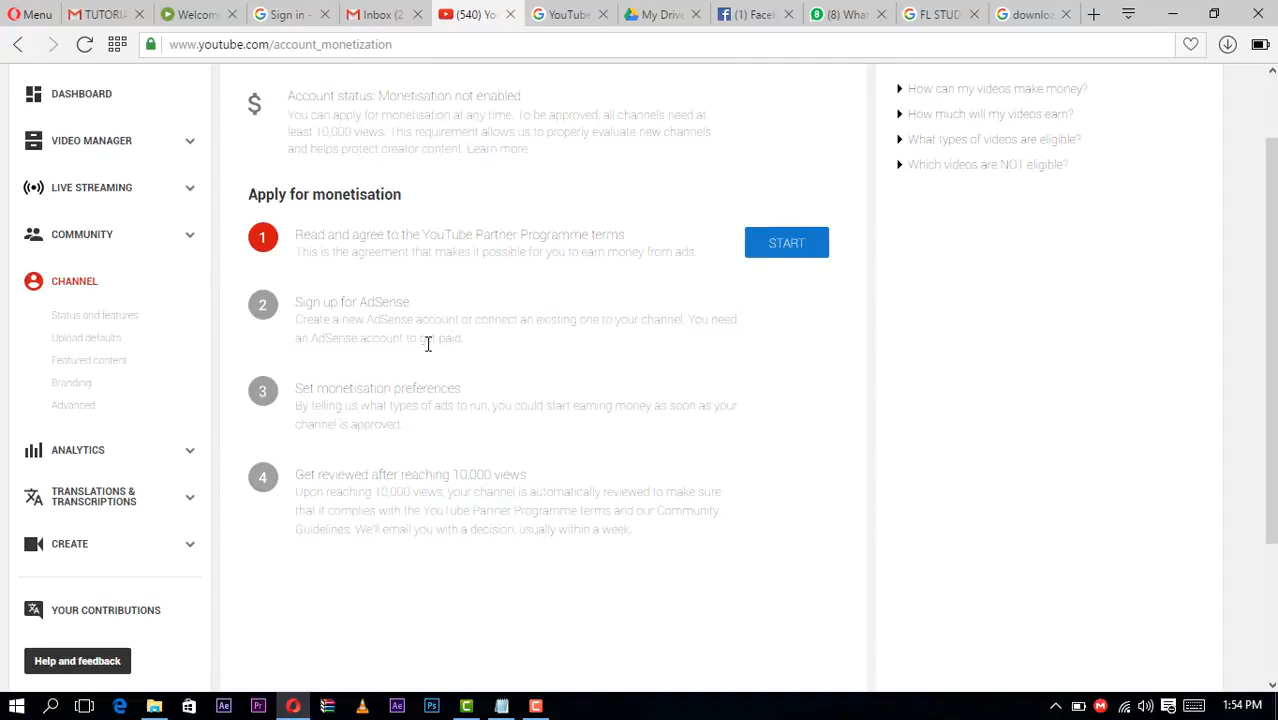 Menu
TUTORI
Welcom
Sign in -
Inbox (2
(540) Yo
YouTube
My Driv
(1) Faceb
(2) What
FL STUD
downlo
www.youtube.com/account_monetization
DASHBOARD
VIDEO MANAGER
LIVE STREAMING
COMMUNITY
CHANNEL
Status and features
Upload defaults
Featured content
Branding
Advanced
ANALYTICS
TRANSLATIONS &
TRANSCRIPTIONS
CREATE
YOUR CONTRIBUTIONS
Help and feedback
$
Account status: Monetisation not enabled
You can apply for monetisation at any time. To be approved, all channels need at
least 10,000 views. This requirement allows us to properly evaluate new channels
and helps protect creator content. Learn more
Apply for monetisation
1
Read and agree to the YouTube Partner Programme terms
This is the agreement that makes it possible for you to earn money from ads.
START
2
Sign up for AdSense
Create a new AdSense account or connect an existing one to your channel. You need
an AdSense account to get paid.
3
Set monetisation preferences
By telling us what types of ads to run, you could start earning money as soon as your
channel is approved.
4
Get reviewed after reaching 10,000 views
Upon reaching 10,000 views, your channel is automatically reviewed to make sure
that it complies with the YouTube Partner Programme terms and our Community
Guidelines. We'll email you with a decision, usually within a week.
How can my videos make money?
How much will my videos earn?
What types of videos are eligible?
Which videos are NOT eligible?
Ae
Pr
Ae
Ps
1:54 PM